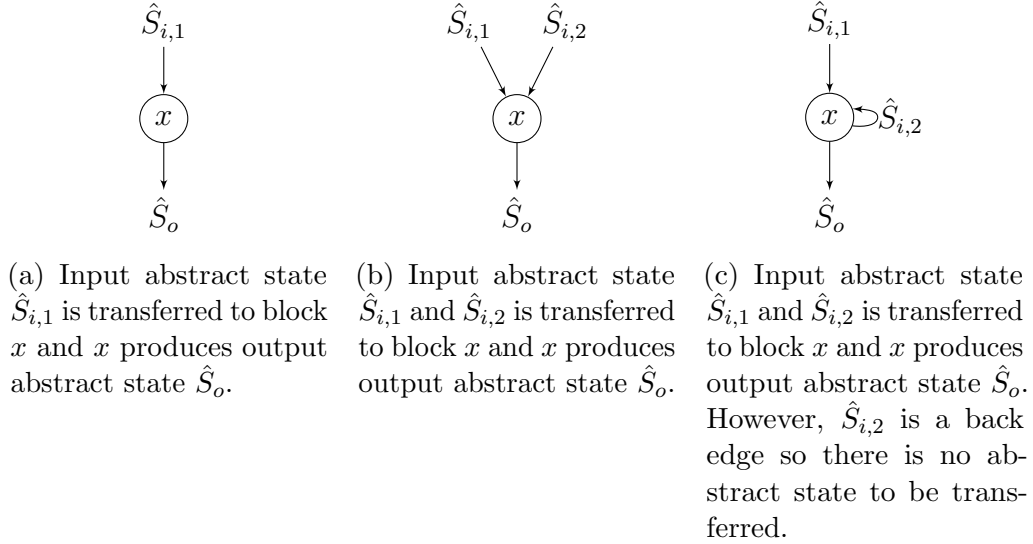 Ŝi,1
x
Ŝo
(a) Input abstract state
Ŝi,1 is transferred to block
x and x produces output
abstract state Ŝo.
Ŝi,1 Ŝi,2
x
Ŝo
(b) Input abstract state
Ŝi,1 and Ŝi,2 is transferred
to block x and x produces
output abstract state Ŝo.
Ŝi,1
x Ŝi,2
Ŝo
(c) Input abstract state
Ŝi,1 and Ŝi,2 is transferred
to block x and x produces
output abstract state Ŝo.
However, Ŝi,2 is a back
edge so there is no ab-
stract state to be trans-
ferred.